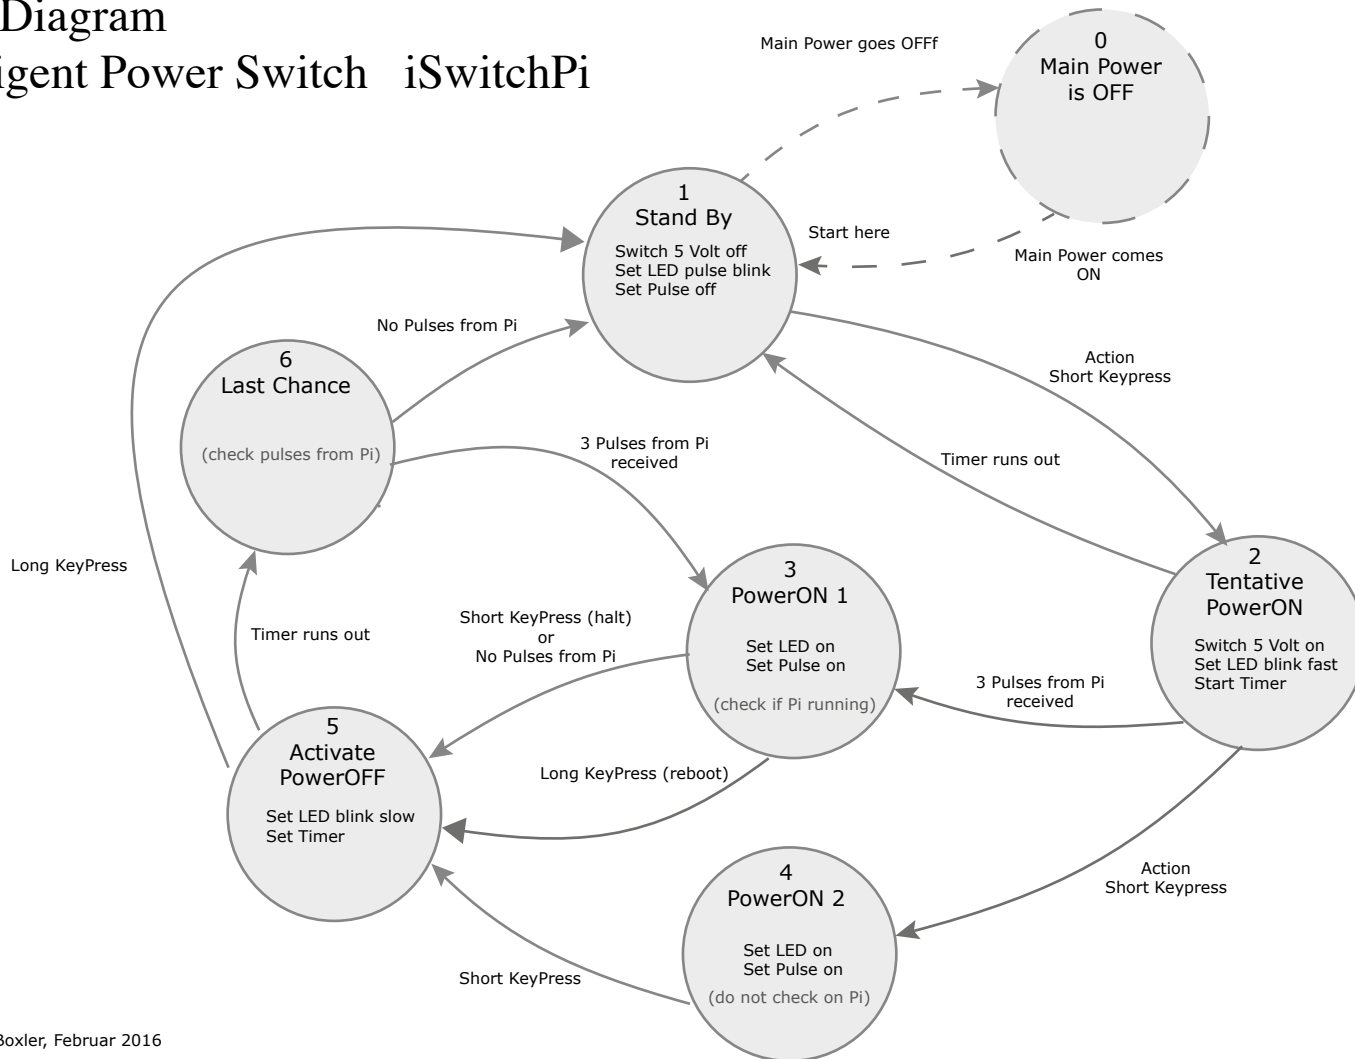 Diagram
igent Power Switch iSwitchPi
Main Power goes OFFf
0
Main Power
is OFF
1
Stand By
Switch 5 Volt off
Set LED pulse blink
Set Pulse off
Start here
Main Power comes
ON
No Pulses from Pi
6
Last Chance
(check pulses from Pi)
Action
Short Keypress
3 Pulses from Pi
received
Timer runs out
Long KeyPress
2
Tentative
PowerON
Switch 5 Volt on
Set LED blink fast
Start Timer
3
PowerON 1
Set LED on
Set Pulse on
(check if Pi running)
Short KeyPress (halt)
or
No Pulses from Pi
Timer runs out
3 Pulses from Pi
received
5
Activate
PowerOFF
Set LED blink slow
Set Timer
Long KeyPress (reboot)
4
PowerON 2
Set LED on
Set Pulse on
(do not check on Pi)
Action
Short Keypress
Short KeyPress
Boxler, Februar 2016